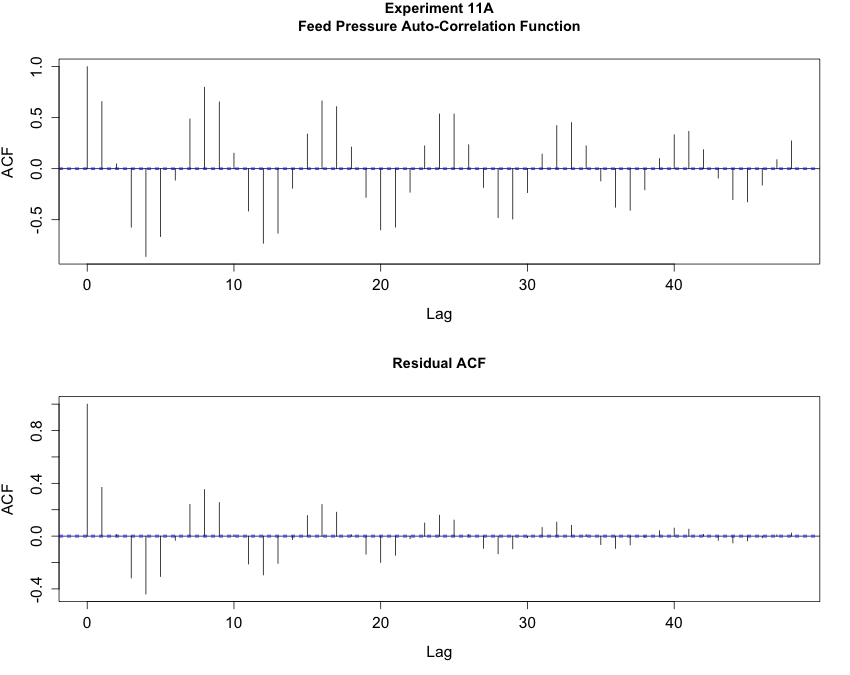 Experiment 11A
Feed Pressure Auto-Correlation Function
ACF
1.0
0.5
0.0
-0.5
0 10 20 30 40
Lag
Residual ACF
ACF
0.8
0.4
0.0
-0.4
0 10 20 30 40
Lag